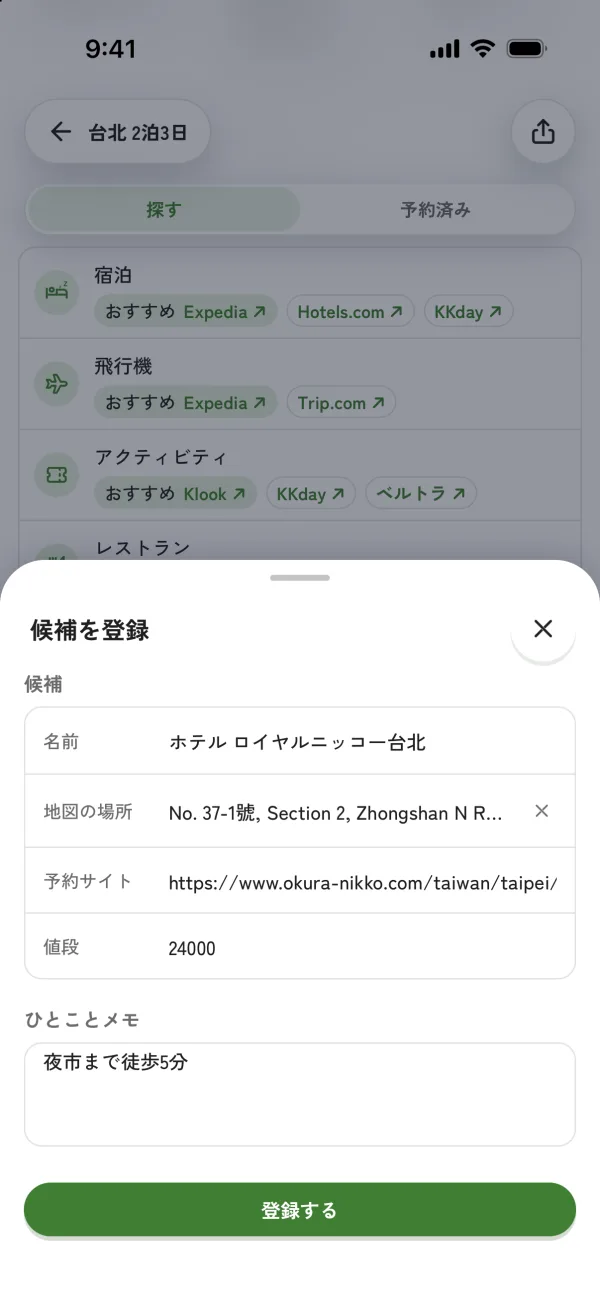 9:41
台北 2泊3日
探す 予約済み
宿泊
おすすめ Expedia ↗ Hotels.com ↗ KKday ↗
飛行機
おすすめ Expedia ↗ Trip.com ↗
アクティビティ
おすすめ Klook ↗ KKday ↗ ベルトラ ↗
レストラン
候補を登録
候補
名前 ホテル ロイヤルニッコー台北
地図の場所 No. 37-1號, Section 2, Zhongshan N R...
予約サイト https://www.okura-nikko.com/taiwan/taipei/
値段 24000
ひとことメモ
夜市まで徒歩5分
登録する